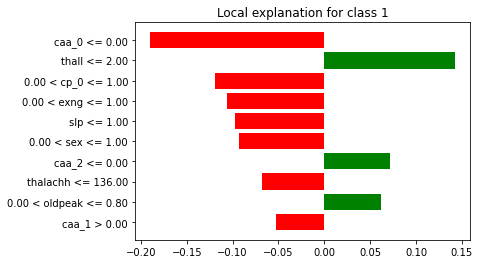 Local explanation for class 1
caa_0 <= 0.00
thall <= 2.00
0.00 < cp_0 <= 1.00
0.00 < exng <= 1.00
slp <= 1.00
0.00 < sex <= 1.00
caa_2 <= 0.00
thalachh <= 136.00
0.00 < oldpeak <= 0.80
caa_1 > 0.00
−0.20 −0.15 −0.10 −0.05 0.00 0.05 0.10 0.15